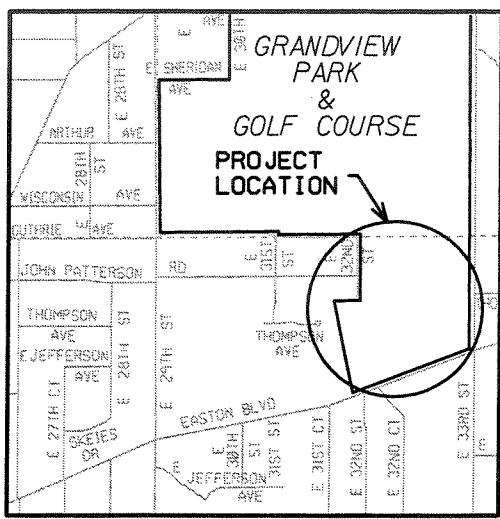 E
AVE
E 30TH ST
GRANDVIEW
PARK
&
GOLF COURSE
E SHERIDAN
AVE
E 28TH ST
ARTHUR AVE
E 28TH ST
PROJECT
LOCATION
WISCONSIN AVE
GUTHRIE AVE
E 31ST ST
E 32ND ST
JOHN PATTERSON RD
THOMPSON
AVE
E 28TH ST
E 29TH ST
THOMPSON
AVE
E JEFFERSON
AVE
EASTON BLVD
E 27TH CT
SKEIES
DR
E 30TH ST
31ST ST
E 31ST CT
E 32ND ST
E 32ND CT
E 33RD ST
E
JEFFERSON
AVE
E